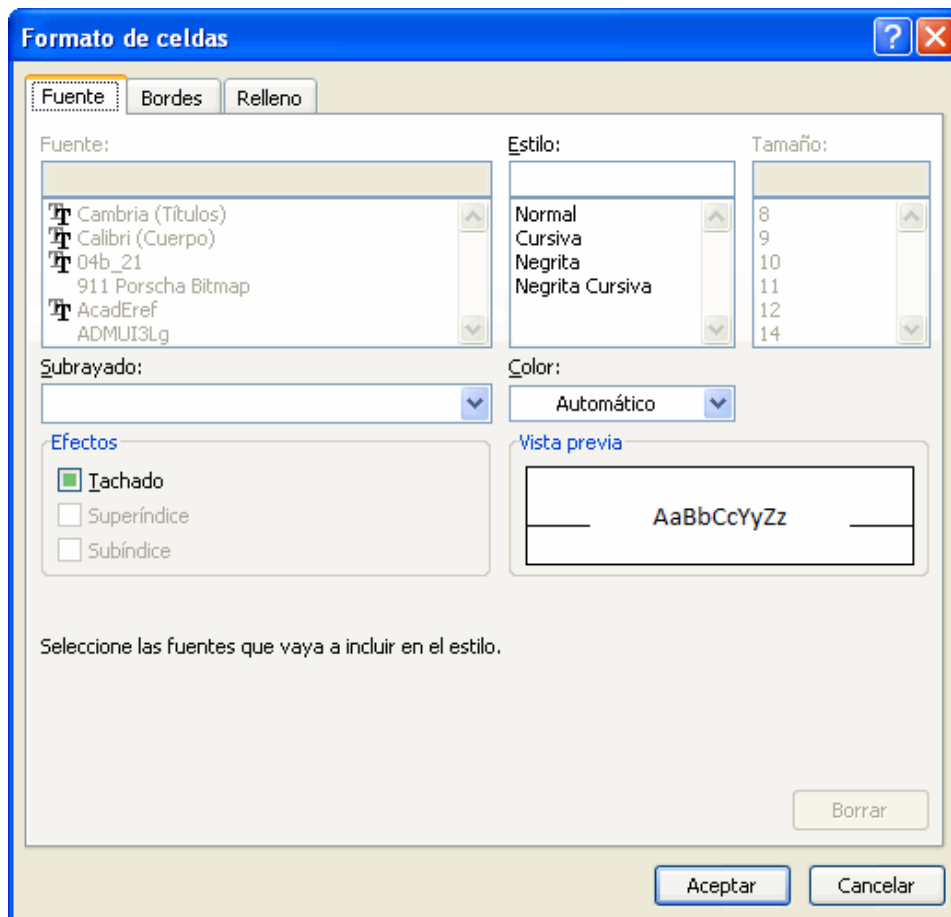 Formato de celdas
Fuente Bordes Relleno
Fuente: Estilo: Tamaño:
Cambria (Títulos) Normal 8
Calibri (Cuerpo) Cursiva 9
04b_21 Negrita 10
911 Porscha Bitmap Negrita Cursiva 11
AcadEref 12
ADMUI3Lg 14
Subrayado: Color:
Automático
Efectos Vista previa
Tachado
Superíndice AaBbCcYyZz
Subíndice
Seleccione las fuentes que vaya a incluir en el estilo.
Borrar
Aceptar Cancelar